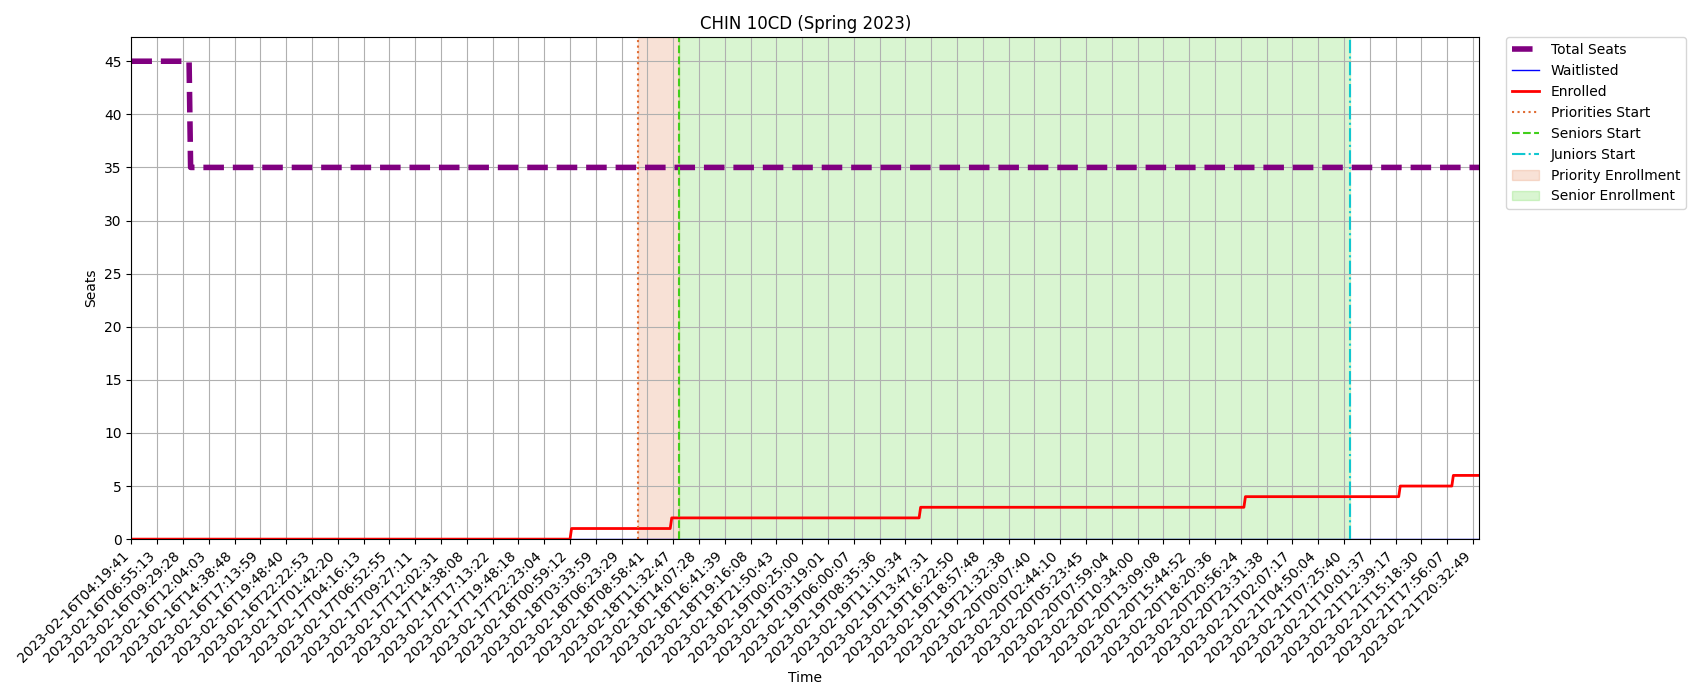 CHIN 10CD (Spring 2023)
Total Seats
Waitlisted
Enrolled
Priorities Start
Seniors Start
Juniors Start
Priority Enrollment
Senior Enrollment
Seats
45
40
35
30
25
20
15
10
5
0
2023-02-16T04:19:41
2023-02-16T06:55:13
2023-02-16T09:29:28
2023-02-16T12:04:03
2023-02-16T14:38:48
2023-02-16T17:13:59
2023-02-16T19:48:40
2023-02-16T22:22:53
2023-02-17T01:42:20
2023-02-17T04:16:13
2023-02-17T06:52:55
2023-02-17T09:27:11
2023-02-17T12:02:31
2023-02-17T14:38:08
2023-02-17T17:13:22
2023-02-17T19:48:18
2023-02-17T22:23:04
2023-02-18T00:59:12
2023-02-18T03:33:59
2023-02-18T06:23:29
2023-02-18T08:58:41
2023-02-18T11:32:47
2023-02-18T14:07:28
2023-02-18T16:41:39
2023-02-18T19:16:08
2023-02-18T21:50:43
2023-02-19T00:25:00
2023-02-19T03:19:01
2023-02-19T06:00:07
2023-02-19T08:35:36
2023-02-19T11:10:34
2023-02-19T13:47:31
2023-02-19T16:22:50
2023-02-19T18:57:48
2023-02-19T21:32:38
2023-02-20T00:07:40
2023-02-20T02:44:10
2023-02-20T05:23:45
2023-02-20T07:59:04
2023-02-20T10:34:00
2023-02-20T13:09:08
2023-02-20T15:44:52
2023-02-20T18:20:36
2023-02-20T20:56:24
2023-02-20T23:31:38
2023-02-21T02:07:17
2023-02-21T04:50:04
2023-02-21T07:25:40
2023-02-21T10:01:37
2023-02-21T12:39:17
2023-02-21T15:18:30
2023-02-21T17:56:07
2023-02-21T20:32:49
Time